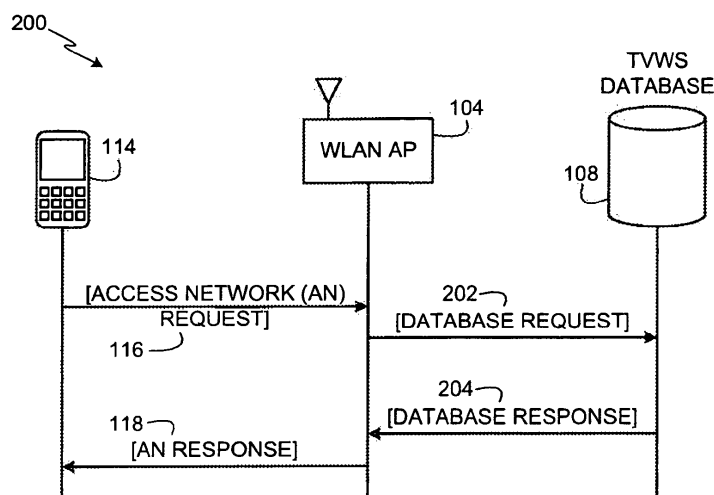 200
TVWS
DATABASE
114
WLAN AP
104
108
[ACCESS NETWORK (AN)
REQUEST]
116
202
[DATABASE REQUEST]
204
[DATABASE RESPONSE]
118
[AN RESPONSE]